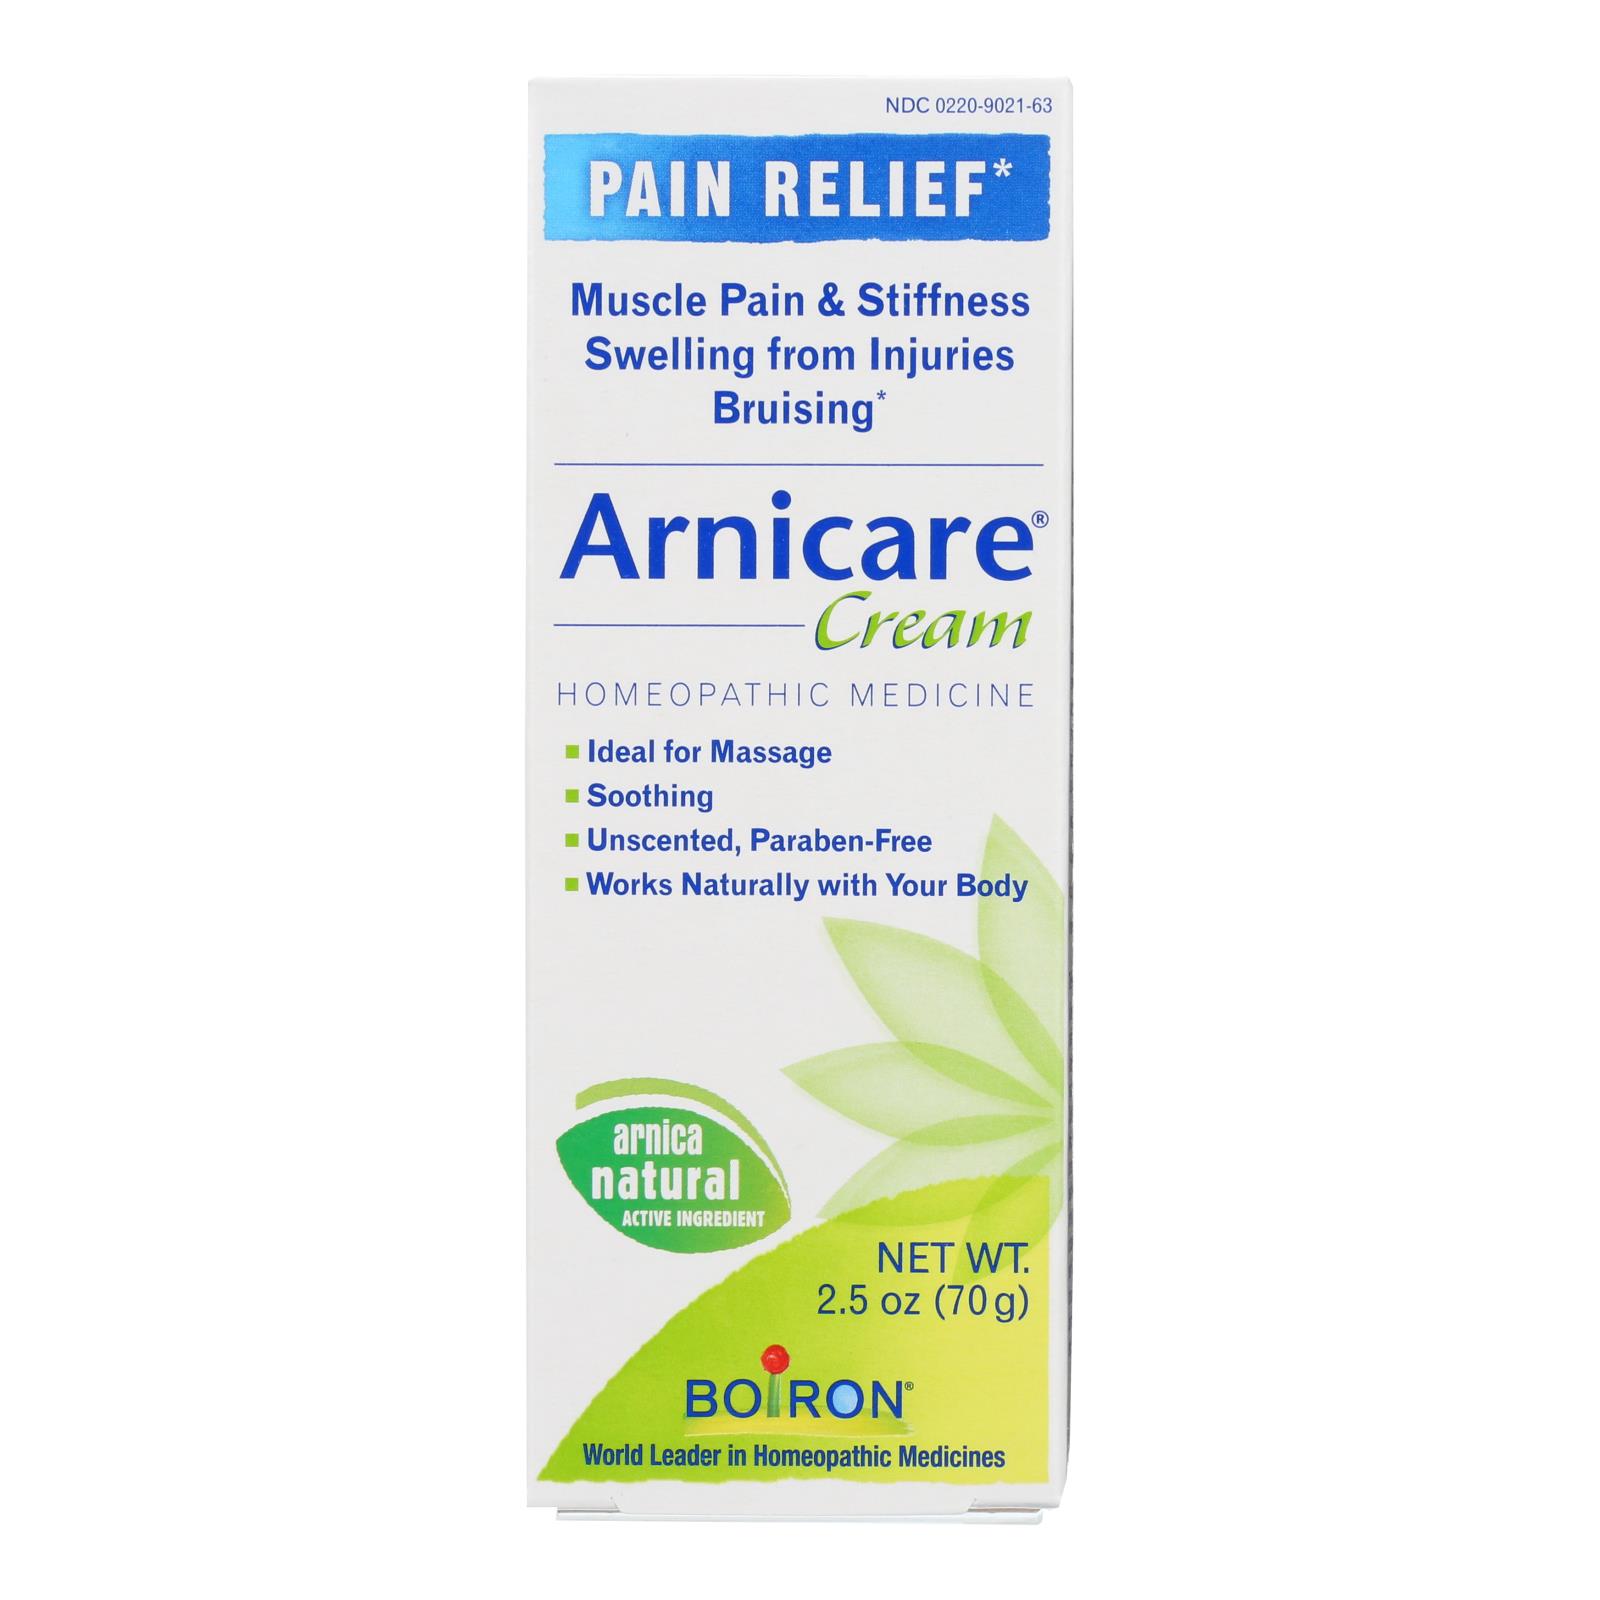 NDC 0220-9021-63
PAIN RELIEF*
Muscle Pain & Stiffness
Swelling from Injuries
Bruising*
Arnicare®
Cream
HOMEOPATHIC MEDICINE
▪ Ideal for Massage
▪ Soothing
▪ Unscented, Paraben-Free
▪ Works Naturally with Your Body
arnica
natural
ACTIVE INGREDIENT
NET WT.
2.5 oz (70 g)
BOIRON®
World Leader in Homeopathic Medicines